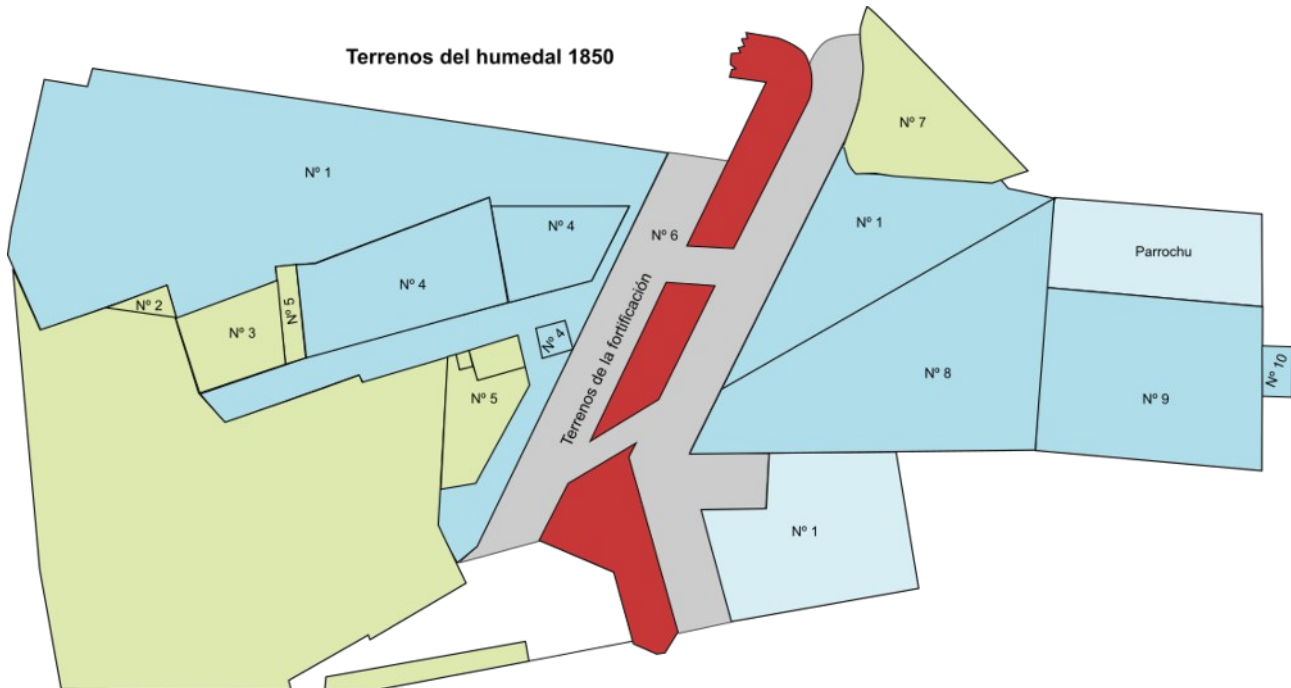 Terrenos del humedal 1850
Nº 7
Nº 1
Nº 4
Nº 6
Nº 1
Parrochu
Nº 4
Nº 2
Nº 5
Nº 3
Nº 4
Terrenos de la fortificación
Nº 8
Nº 10
Nº 5
Nº 9
Nº 1